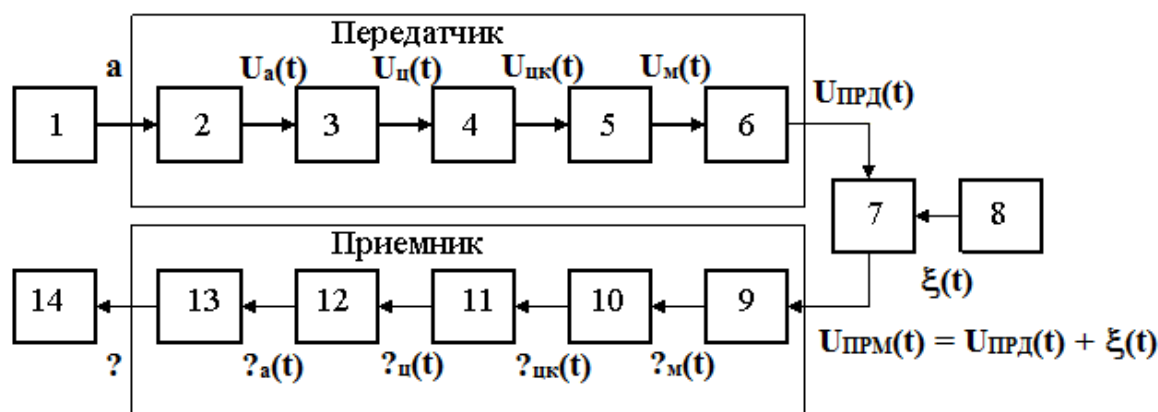 Передатчик
a Uа(t) Uц(t) Uцк(t) Uм(t)
UПРД(t)
1 2 3 4 5 6
7 8
Приемник
ξ(t)
14 13 12 11 10 9
UПРМ(t) = UПРД(t) + ξ(t)
? ?а(t) ?ц(t) ?цк(t) ?м(t)